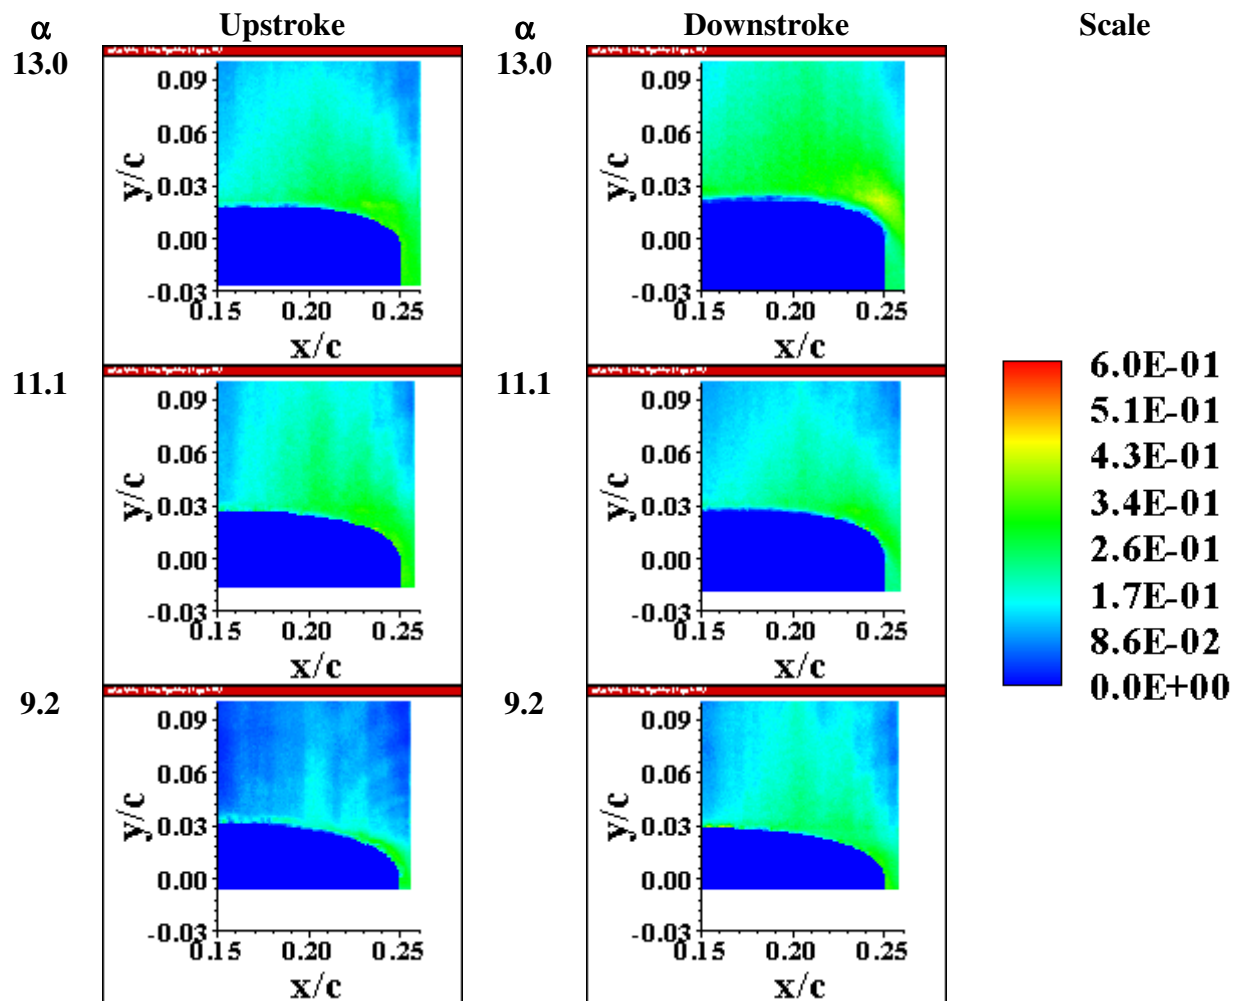 α Upstroke α Downstroke Scale
13.0 13.0
0.09 0.09
0.06 0.06
0.03 0.03
0.00 0.00
-0.03 -0.03
y/c y/c
0.15 0.20 0.25 0.15 0.20 0.25
x/c x/c
11.1 11.1
0.09 0.09
0.06 0.06
0.03 0.03
0.00 0.00
-0.03 -0.03
y/c y/c
0.15 0.20 0.25 0.15 0.20 0.25
x/c x/c
9.2 9.2
0.09 0.09
0.06 0.06
0.03 0.03
0.00 0.00
-0.03 -0.03
y/c y/c
0.15 0.20 0.25 0.15 0.20 0.25
x/c x/c
6.0E-01
5.1E-01
4.3E-01
3.4E-01
2.6E-01
1.7E-01
8.6E-02
0.0E+00